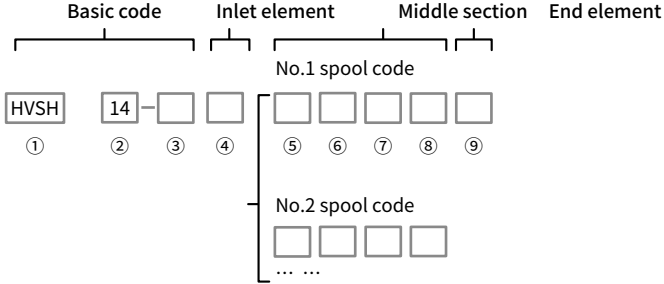 Basic code Inlet element Middle section End element
No.1 spool code
HVSH 14 –
① ② ③ ④ ⑤ ⑥ ⑦ ⑧ ⑨
No.2 spool code
... ...